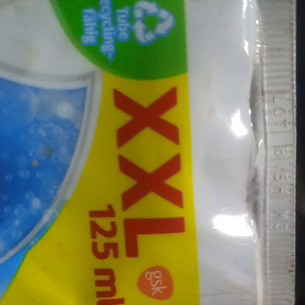 Tube
recycling-
fähig
XXL
125 ml
gsk